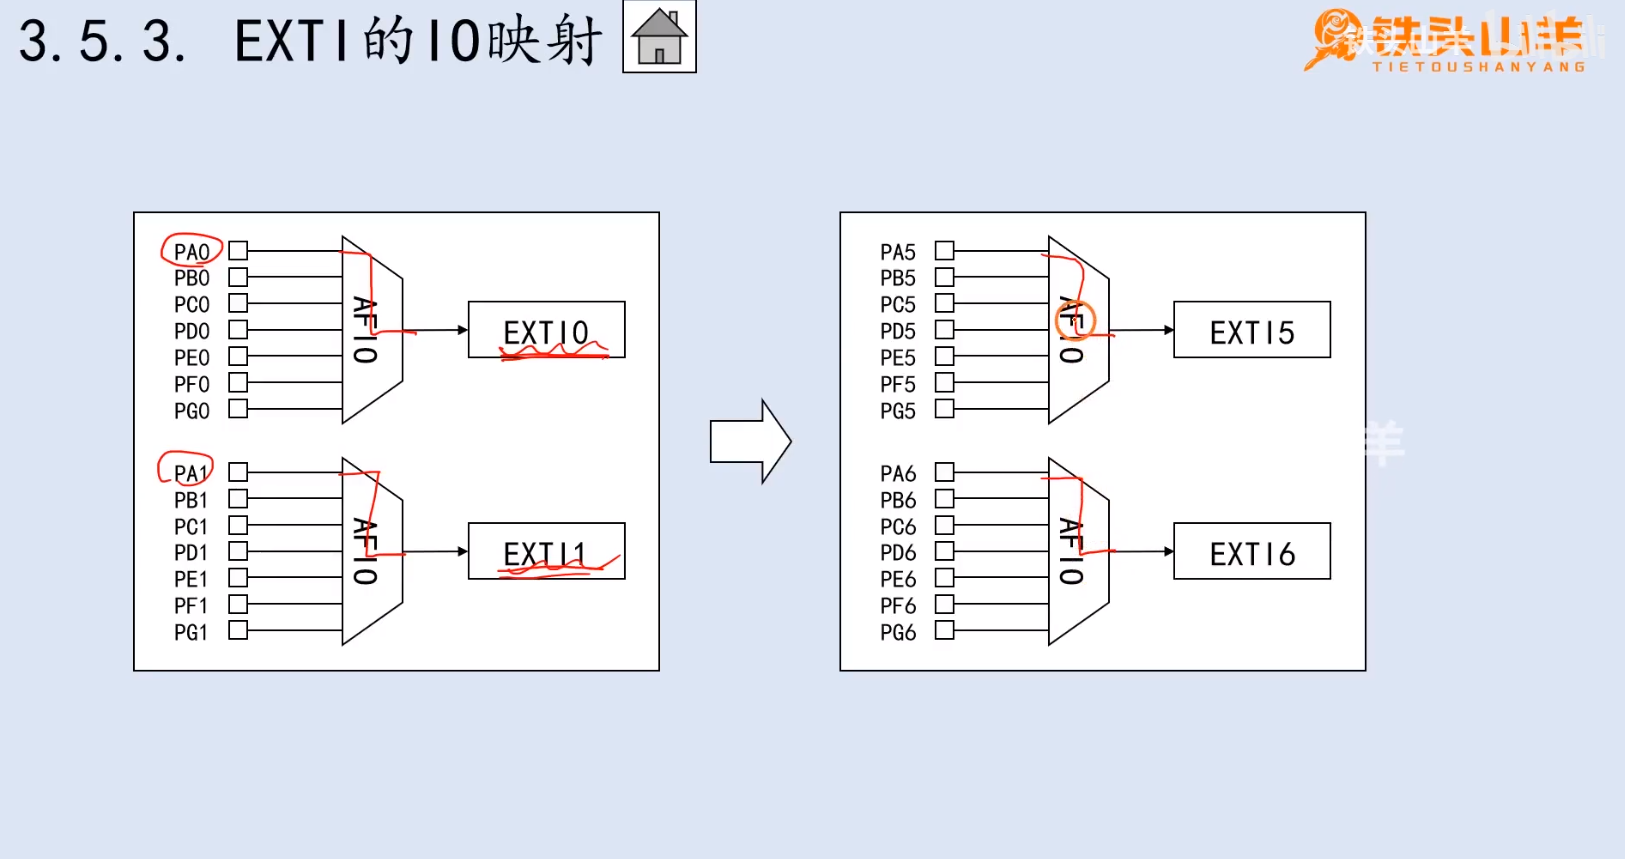 3.5.3. EXTI的IO映射
铁头山羊
TIETOUSHANYANG
PA0
PB0
PC0
PD0
PE0
PF0
PG0
AFIO
EXTI0
PA1
PB1
PC1
PD1
PE1
PF1
PG1
AFIO
EXTI1
PA5
PB5
PC5
PD5
PE5
PF5
PG5
AFIO
EXTI5
PA6
PB6
PC6
PD6
PE6
PF6
PG6
AFIO
EXTI6
羊